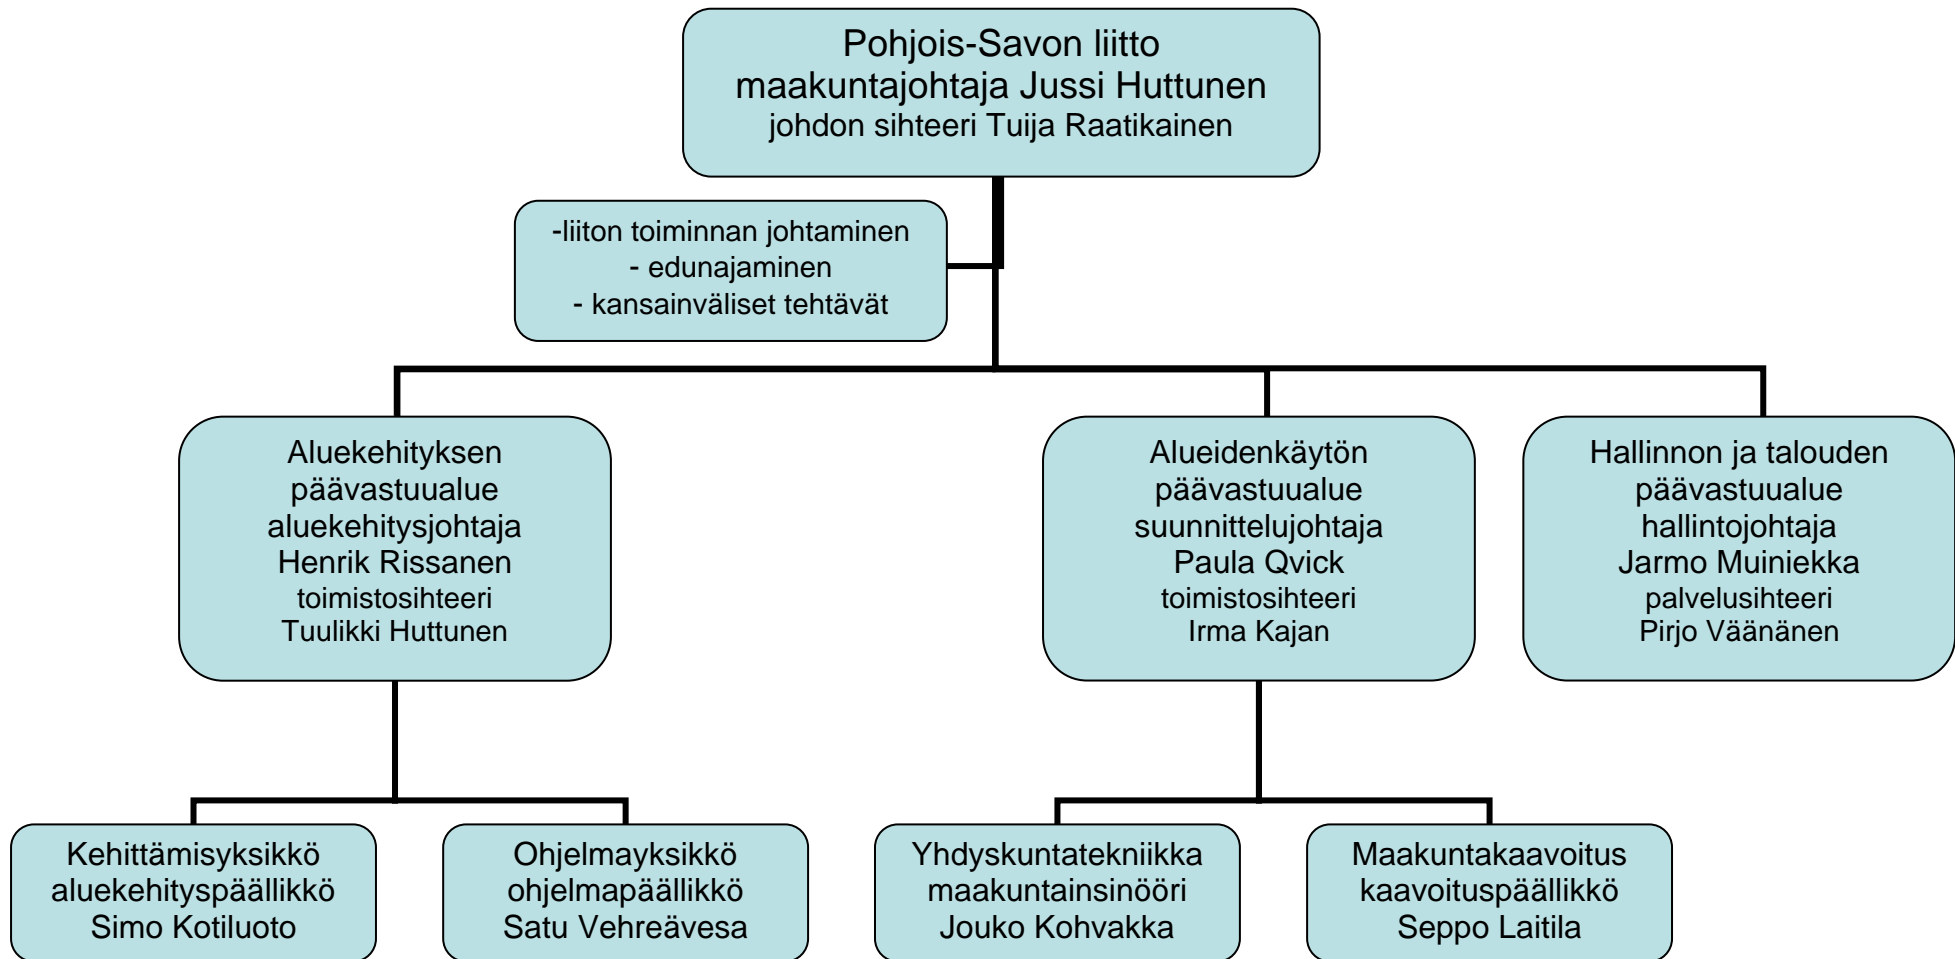 Pohjois-Savon liitto
maakuntajohtaja Jussi Huttunen
johdon sihteeri Tuija Raatikainen
-liiton toiminnan johtaminen
- edunajaminen
- kansainväliset tehtävät
Aluekehityksen
päävastuualue
aluekehitysjohtaja
Henrik Rissanen
toimistosihteeri
Tuulikki Huttunen
Alueidenkäytön
päävastuualue
suunnittelujohtaja
Paula Qvick
toimistosihteeri
Irma Kajan
Hallinnon ja talouden
päävastuualue
hallintojohtaja
Jarmo Muiniekka
palvelusihteeri
Pirjo Väänänen
Kehittämisyksikkö
aluekehityspäällikkö
Simo Kotiluoto
Ohjelmayksikkö
ohjelmapäällikkö
Satu Vehreävesa
Yhdyskuntatekniikka
maakuntainsinööri
Jouko Kohvakka
Maakuntakaavoitus
kaavoituspäällikkö
Seppo Laitila